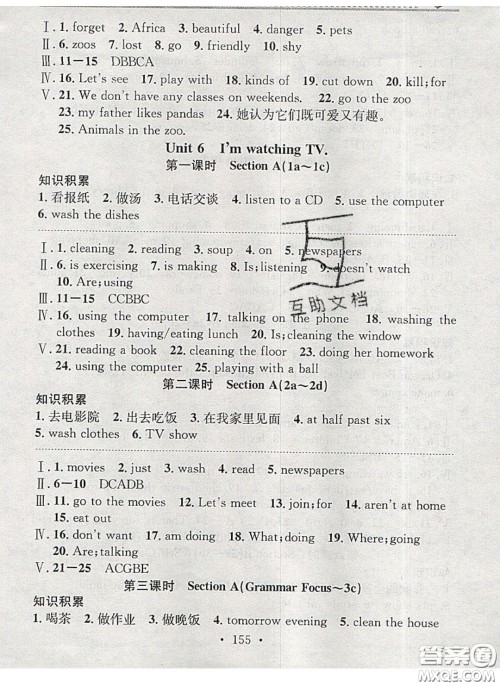 Ⅰ. 1. forget  2. Africa  3. beautiful  4. danger  5. pets
Ⅱ. 6. zoos  7. lost  8. go  9. friendly  10. shy
Ⅲ. 11—15  DBBCA
Ⅳ. 16. Let's see  17. play with  18. kinds of  19. cut down  20. kill;for
Ⅴ. 21. We don't have any classes on weekends.  22. go to the zoo
23. my father likes pandas  24. 她认为它们既可爱又有趣。
25. Animals in the zoo.
Unit 6  I'm watching TV.
第一课时  Section A(1a~1c)
知识积累
1. 看报纸  2. 做汤  3. 电话交谈  4. listen to a CD  5. use the computer
6. wash the dishes
Ⅰ. 1. cleaning  2. reading  3. soup  4. on  5. newspapers
Ⅱ. 6. is exercising  7. is making  8. Is;listening  9. doesn't watch
10. Are;using
Ⅲ. 11—15  CCBBC
Ⅳ. 16. using the computer  17. talking on the phone  18. washing the
clothes  19. having/eating lunch  20. Is;cleaning the window
Ⅴ. 21. reading a book  22. cleaning the floor  23. doing her homework
24. using the computer  25. playing with a ball
第二课时  Section A(2a~2d)
知识积累
1. 去电影院  2. 出去吃饭  3. 在我家里见面  4. at half past six
5. wash clothes  6. TV show
Ⅰ. 1. movies  2. just  3. wash  4. read  5. newspapers
Ⅱ. 6—10  DCADB
Ⅲ. 11. go to the movies  12. Let's meet  13. join;for  14. aren't at home
15. eat out
Ⅳ. 16. don't want  17. am doing  18. What;doing  19. Where;going
20. Are;talking
Ⅴ. 21—25  ACGBE
第三课时  Section A(Grammar Focus~3c)
知识积累
1. 喝茶  2. 做作业  3. 做晚饭  4. tomorrow evening  5. clean the house
· 155 ·
互助文档
答案圈
MXQE.COM